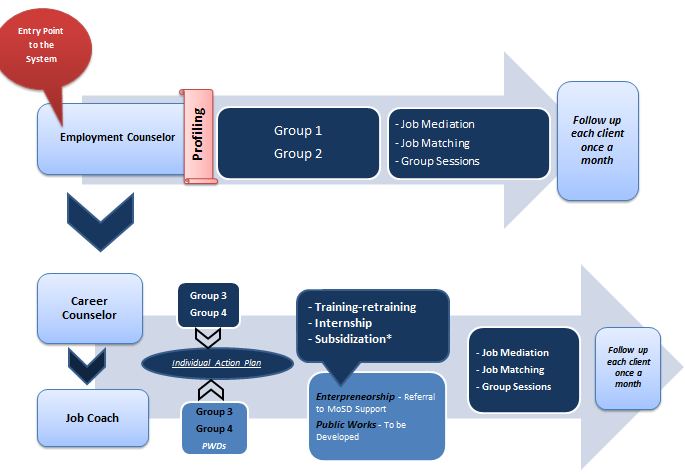 Entry Point
to the
System
Employment Counselor
Profiling
Group 1
Group 2
- Job Mediation
- Job Matching
- Group Sessions
Follow up
each client
once a
month
Career
Counselor
Group 3
Group 4
Individual Action Plan
Job Coach
Group 3
Group 4
PWDs
- Training-retraining
- Internship
- Subsidization*
Enterpreneorship - Referral
to MoSD Support
Public Works - To be
Developed
- Job Mediation
- Job Matching
- Group Sessions
Follow up
each client
once a
month